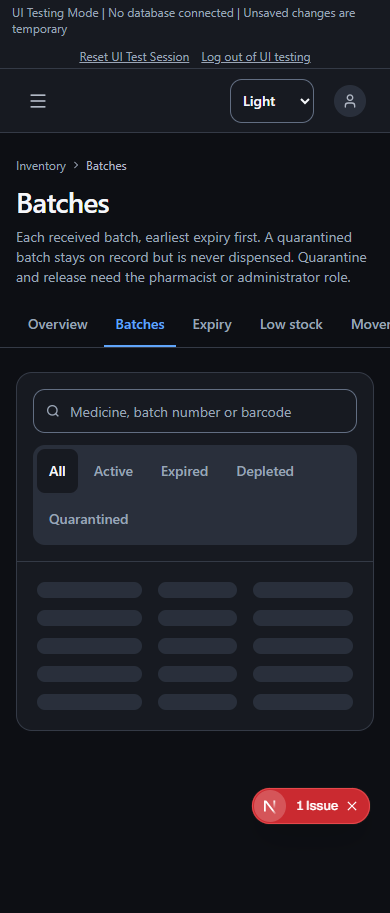 UI Testing Mode | No database connected | Unsaved changes are
temporary
Reset UI Test Session Log out of UI testing
Light
Inventory > Batches
Batches
Each received batch, earliest expiry first. A quarantined
batch stays on record but is never dispensed. Quarantine
and release need the pharmacist or administrator role.
Overview Batches Expiry Low stock Mover
Medicine, batch number or barcode
All Active Expired Depleted
Quarantined
N 1 Issue ×